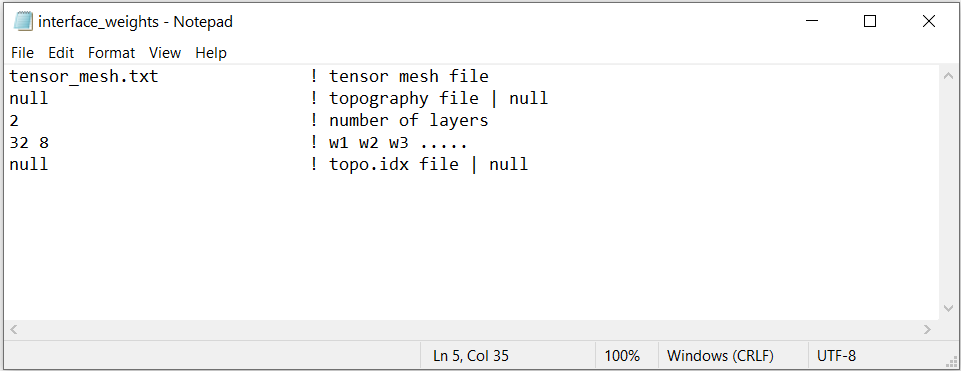 interface_weights - Notepad
File Edit Format View Help
tensor_mesh.txt ! tensor mesh file
null ! topography file | null
2 ! number of layers
32 8 ! w1 w2 w3 .....
null ! topo.idx file | null
Ln 5, Col 35 100% Windows (CRLF) UTF-8